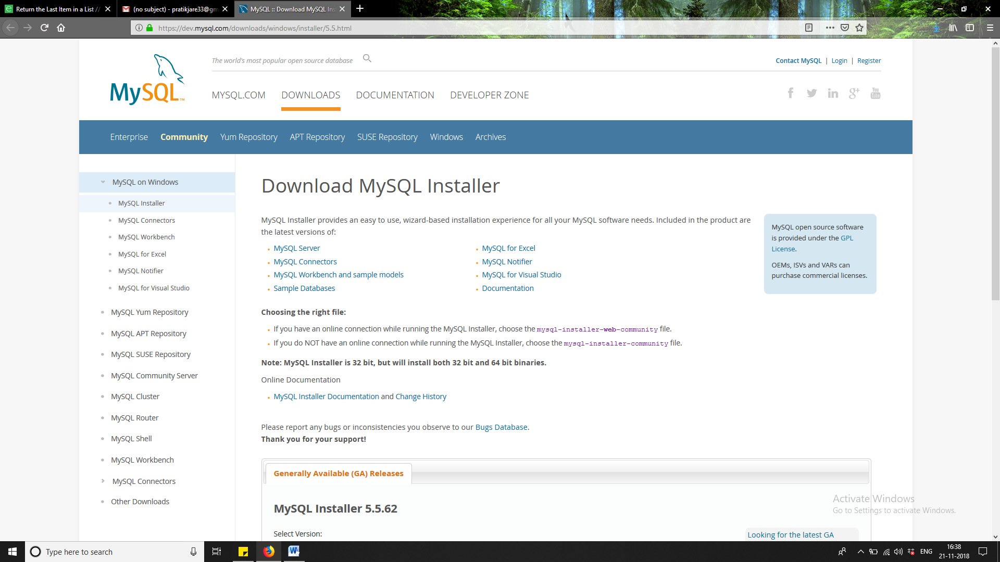 Return the Last Item in a List //
(no subject) - pratikjare33@gm
MySQL :: Download MySQL Ins
https://dev.mysql.com/downloads/windows/installer/5.5.html
MySQL™
The world's most popular open source database
Contact MySQL | Login | Register
MYSQL.COM DOWNLOADS DOCUMENTATION DEVELOPER ZONE
You Tube
Enterprise Community Yum Repository APT Repository SUSE Repository Windows Archives
MySQL on Windows
MySQL Installer
MySQL Connectors
MySQL Workbench
MySQL for Excel
MySQL Notifier
MySQL for Visual Studio
MySQL Yum Repository
MySQL APT Repository
MySQL SUSE Repository
MySQL Community Server
MySQL Cluster
MySQL Router
MySQL Shell
MySQL Workbench
MySQL Connectors
Other Downloads
Download MySQL Installer
MySQL Installer provides an easy to use, wizard-based installation experience for all your MySQL software needs. Included in the product are
the latest versions of:
MySQL Server
MySQL Connectors
MySQL Workbench and sample models
Sample Databases
MySQL for Excel
MySQL Notifier
MySQL for Visual Studio
Documentation
MySQL open source software
is provided under the GPL
License.
OEMs, ISVs and VARs can
purchase commercial licenses.
Choosing the right file:
If you have an online connection while running the MySQL Installer, choose the mysql-installer-web-community file.
If you do NOT have an online connection while running the MySQL Installer, choose the mysql-installer-community file.
Note: MySQL Installer is 32 bit, but will install both 32 bit and 64 bit binaries.
Online Documentation
MySQL Installer Documentation and Change History
Please report any bugs or inconsistencies you observe to our Bugs Database.
Thank you for your support!
Generally Available (GA) Releases
MySQL Installer 5.5.62
Select Version:
Looking for the latest GA
Activate Windows
Go to Settings to activate Windows.
Type here to search
ENG
16:38
21-11-2018